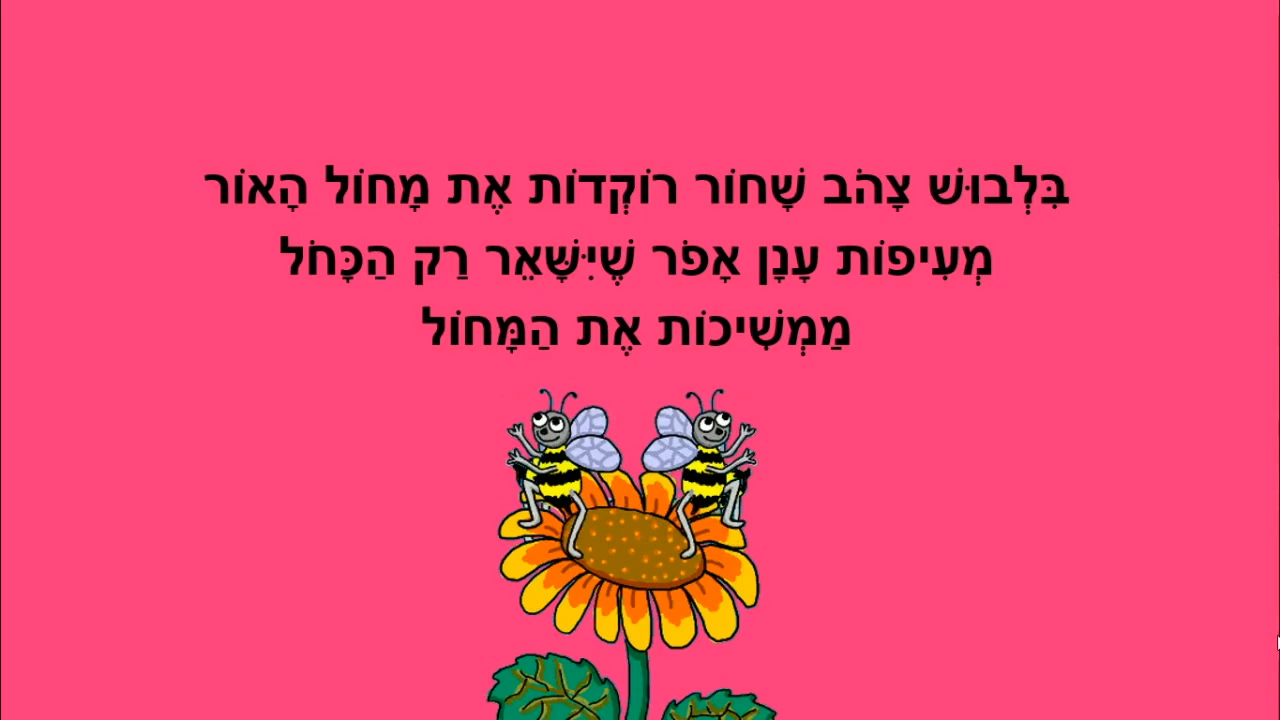 בִּלְבוּשׁ צָהֹב שָׁחוֹר רוֹקְדוֹת אֶת מָחוֹל הָאוֹר
מְעִיפוֹת עָנָן אָפֹר שֶׁיִּשָּׁאֵר רַק הַכָּחֹל
מַמְשִׁיכוֹת אֶת הַמָּחוֹל